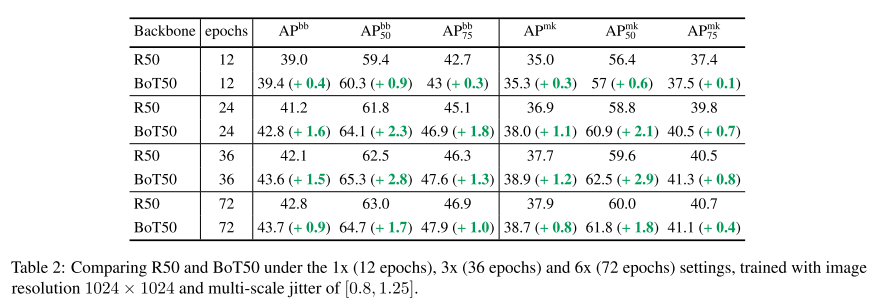 Backbone epochs AP^bb AP^bb_50 AP^bb_75 AP^mk AP^mk_50 AP^mk_75
R50 12 39.0 59.4 42.7 35.0 56.4 37.4
BoT50 12 39.4 (+ 0.4) 60.3 (+ 0.9) 43 (+ 0.3) 35.3 (+ 0.3) 57 (+ 0.6) 37.5 (+ 0.1)
R50 24 41.2 61.8 45.1 36.9 58.8 39.8
BoT50 24 42.8 (+ 1.6) 64.1 (+ 2.3) 46.9 (+ 1.8) 38.0 (+ 1.1) 60.9 (+ 2.1) 40.5 (+ 0.7)
R50 36 42.1 62.5 46.3 37.7 59.6 40.5
BoT50 36 43.6 (+ 1.5) 65.3 (+ 2.8) 47.6 (+ 1.3) 38.9 (+ 1.2) 62.5 (+ 2.9) 41.3 (+ 0.8)
R50 72 42.8 63.0 46.9 37.9 60.0 40.7
BoT50 72 43.7 (+ 0.9) 64.7 (+ 1.7) 47.9 (+ 1.0) 38.7 (+ 0.8) 61.8 (+ 1.8) 41.1 (+ 0.4)
Table 2: Comparing R50 and BoT50 under the 1x (12 epochs), 3x (36 epochs) and 6x (72 epochs) settings, trained with image
resolution 1024 × 1024 and multi-scale jitter of [0.8, 1.25].